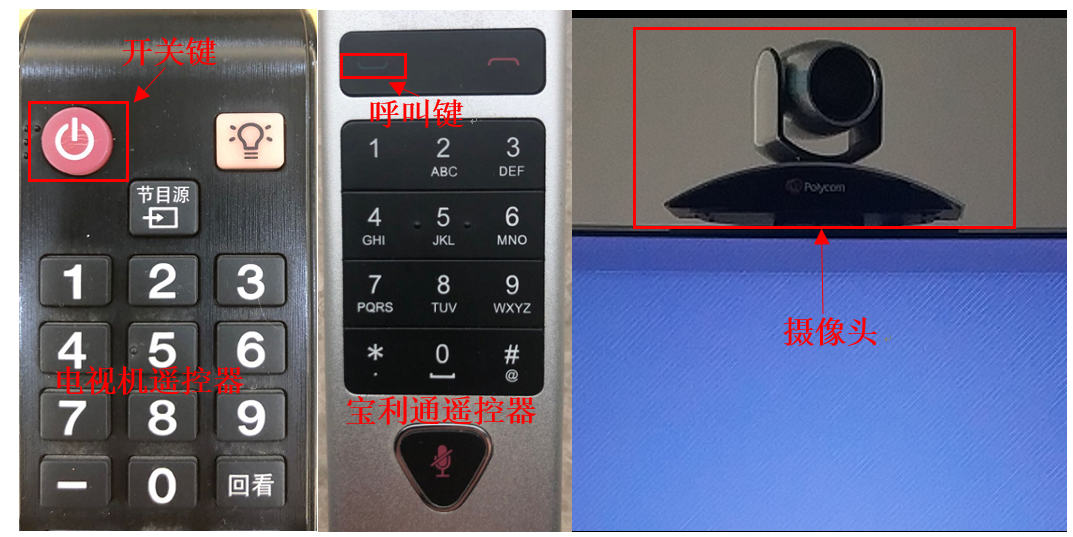 开关键
节目源
1 2 3
4 5 6
电视机遥控器
7 8 9
- 0 回看
呼叫键
1 2 3
ABC DEF
4 5 6
GHI JKL MNO
7 8 9
PQRS TUV WXYZ
* 0 #
@
宝利通遥控器
Polycom
摄像头